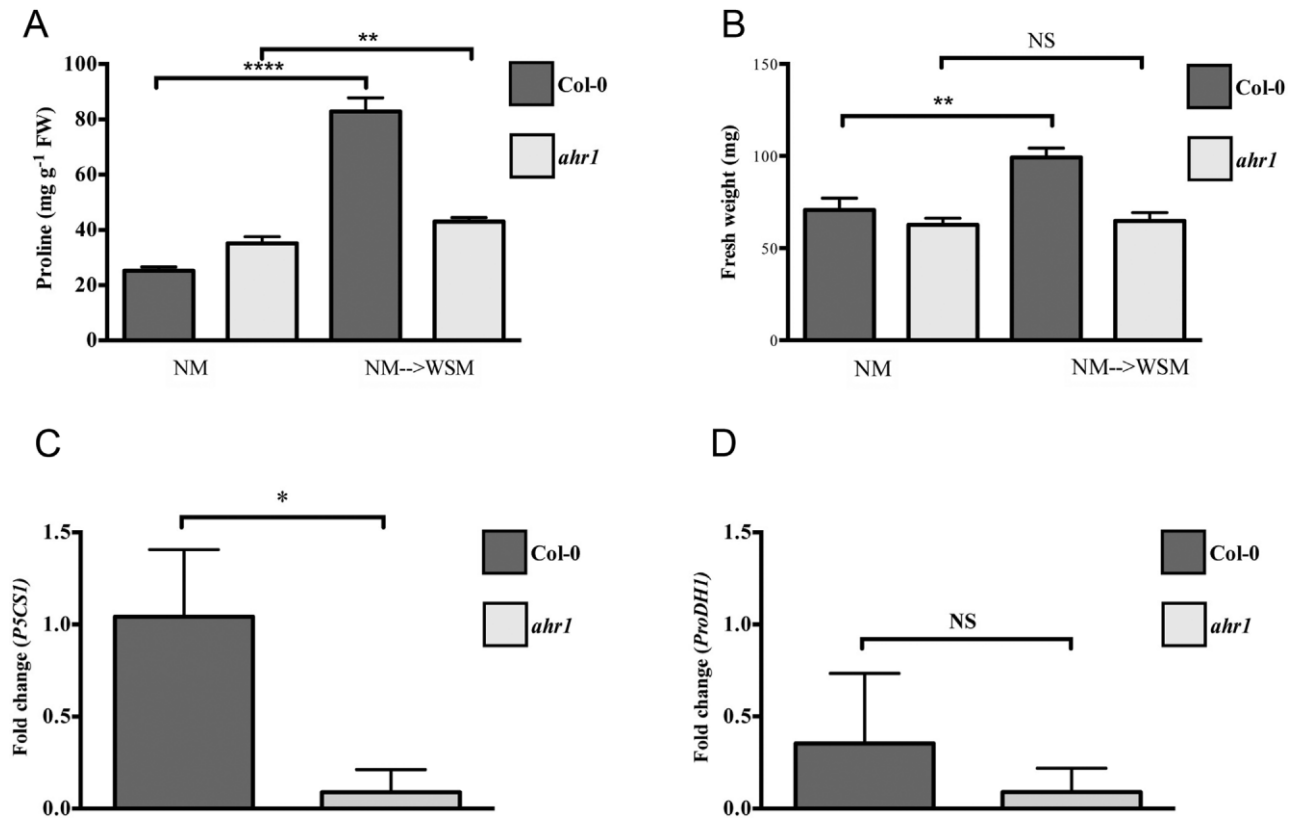 A
Proline (mg g-1 FW)
100
80
60
40
20
0
****
**
NM
NM-->WSM
Col-0
ahr1
B
Fresh weight (mg)
150
100
50
0
**
NS
NM
NM-->WSM
Col-0
ahr1
C
Fold change (P5CS1)
1.5
1.0
0.5
0.0
*
Col-0
ahr1
D
Fold change (ProDH1)
1.5
1.0
0.5
0.0
NS
Col-0
ahr1